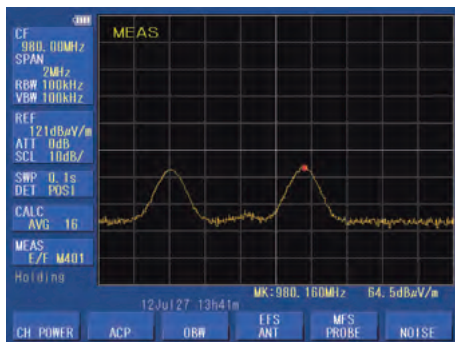 CF
980.00MHz
SPAN
2MHz
RBW 100kHz
VBW 100kHz
REF
121dBμV/m
ATT 0dB
SCL 10dB/
SWP 0.1s
DET POSI
CALC
AVG 16
MEAS
E/F M401
Holding
MEAS
MK:980.160MHz 64.5dBμV/m
12Jul27 13h41m
CH POWER
ACP
OBW
EFS
ANT
MFS
PROBE
NOISE